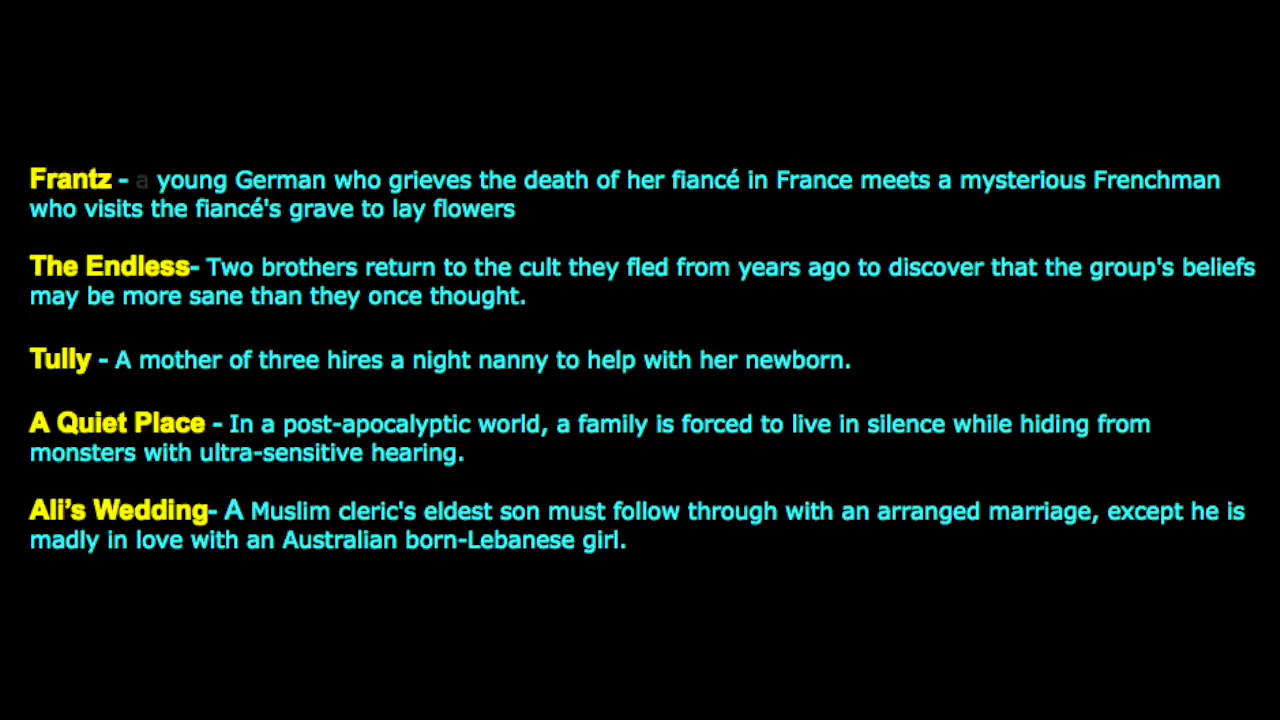 Frantz - a young German who grieves the death of her fiancé in France meets a mysterious Frenchman
who visits the fiancé's grave to lay flowers
The Endless- Two brothers return to the cult they fled from years ago to discover that the group's beliefs
may be more sane than they once thought.
Tully - A mother of three hires a night nanny to help with her newborn.
A Quiet Place - In a post-apocalyptic world, a family is forced to live in silence while hiding from
monsters with ultra-sensitive hearing.
Ali’s Wedding- A Muslim cleric's eldest son must follow through with an arranged marriage, except he is
madly in love with an Australian born-Lebanese girl.